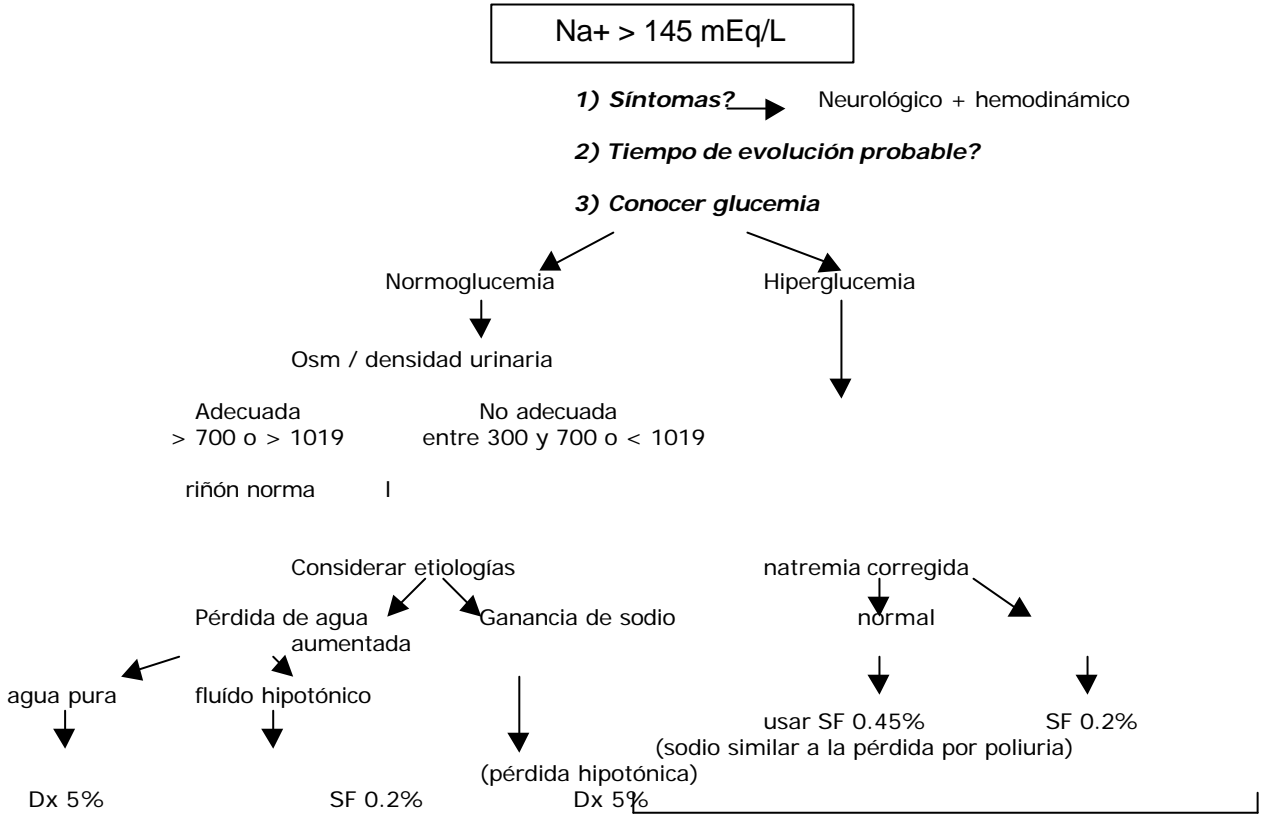 Na+ > 145 mEq/L
1) Síntomas? Neurológico + hemodinámico
2) Tiempo de evolución probable?
3) Conocer glucemia
Normoglucemia Hiperglucemia
Osm / densidad urinaria
Adecuada No adecuada
> 700 o > 1019 entre 300 y 700 o < 1019
riñón norma l
Considerar etiologías natremia corregida
Pérdida de agua Ganancia de sodio normal
aumentada
agua pura fluído hipotónico
usar SF 0.45% SF 0.2%
(sodio similar a la pérdida por poliuria)
(pérdida hipotónica)
Dx 5% SF 0.2% Dx 5%